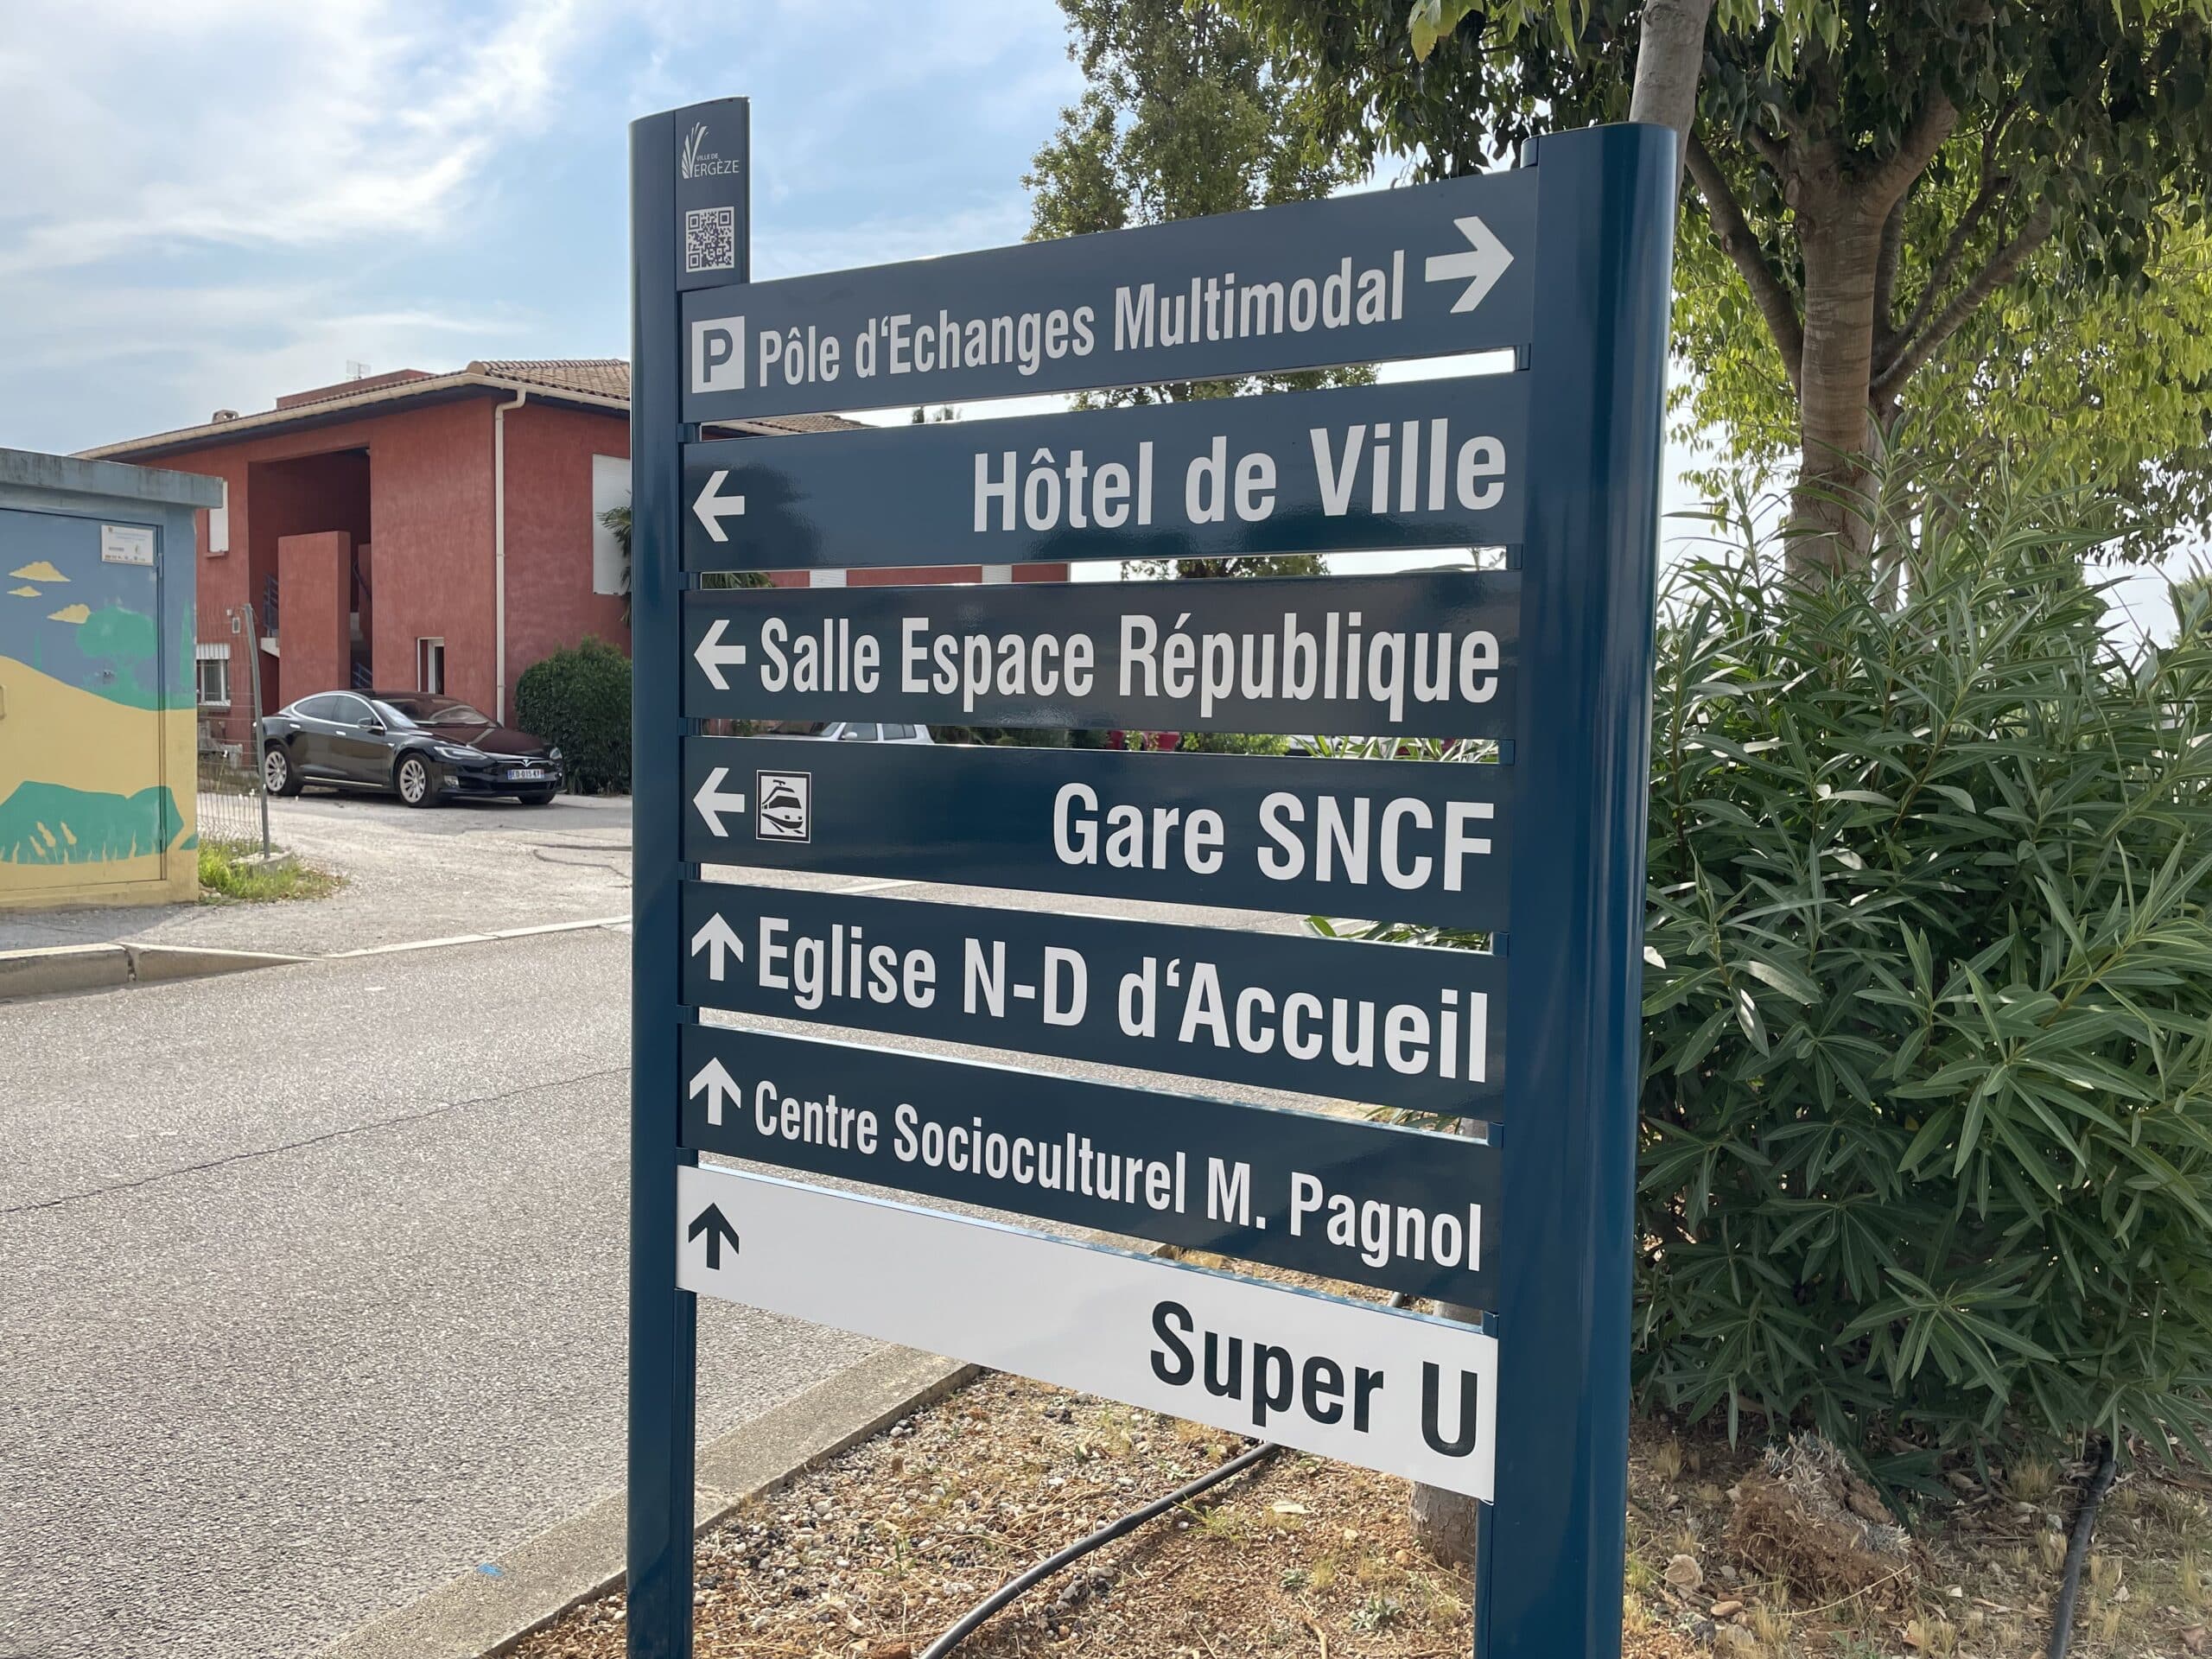 VILLE DE
VERGÈZE
P Pôle d‘Echanges Multimodal
Hôtel de Ville
Salle Espace République
Gare SNCF
Eglise N-D d‘Accueil
Centre Socioculturel M. Pagnol
Super U